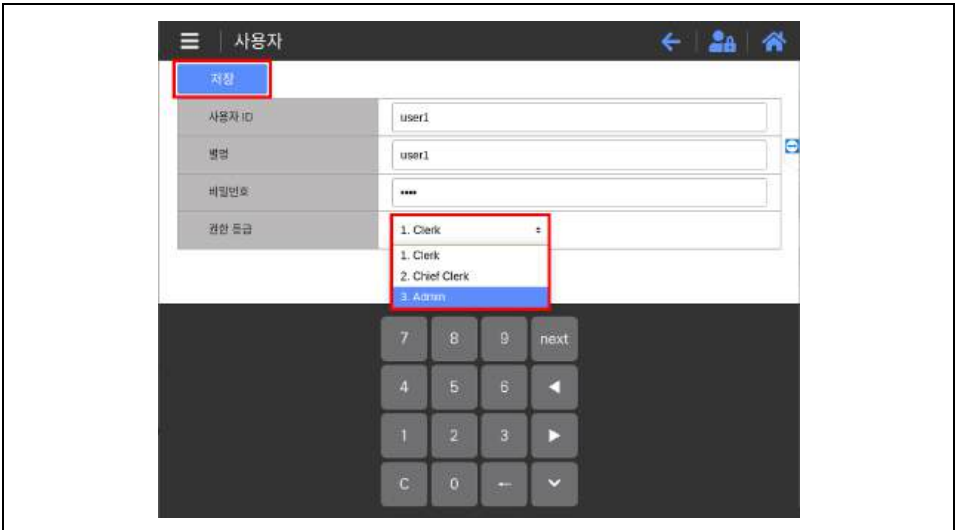 사용자
저장
사용자 ID
user1
별명
user1
비밀번호
••••
권한 등급
1. Clerk
1. Clerk
2. Chief Clerk
3. Admin
7 8 9 next
4 5 6 ◀
1 2 3 ▶
C 0 ←